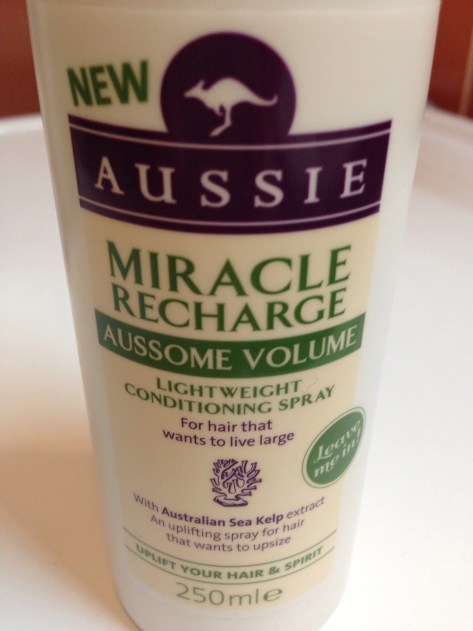 NEW
AUSSIE
MIRACLE
RECHARGE
AUSSOME VOLUME
LIGHTWEIGHT
CONDITIONING SPRAY
For hair that
wants to live large
Leave
me in!
With Australian Sea Kelp extract
An uplifting spray for hair
that wants to upsize
UPLIFT YOUR HAIR & SPIRIT
250ml℮